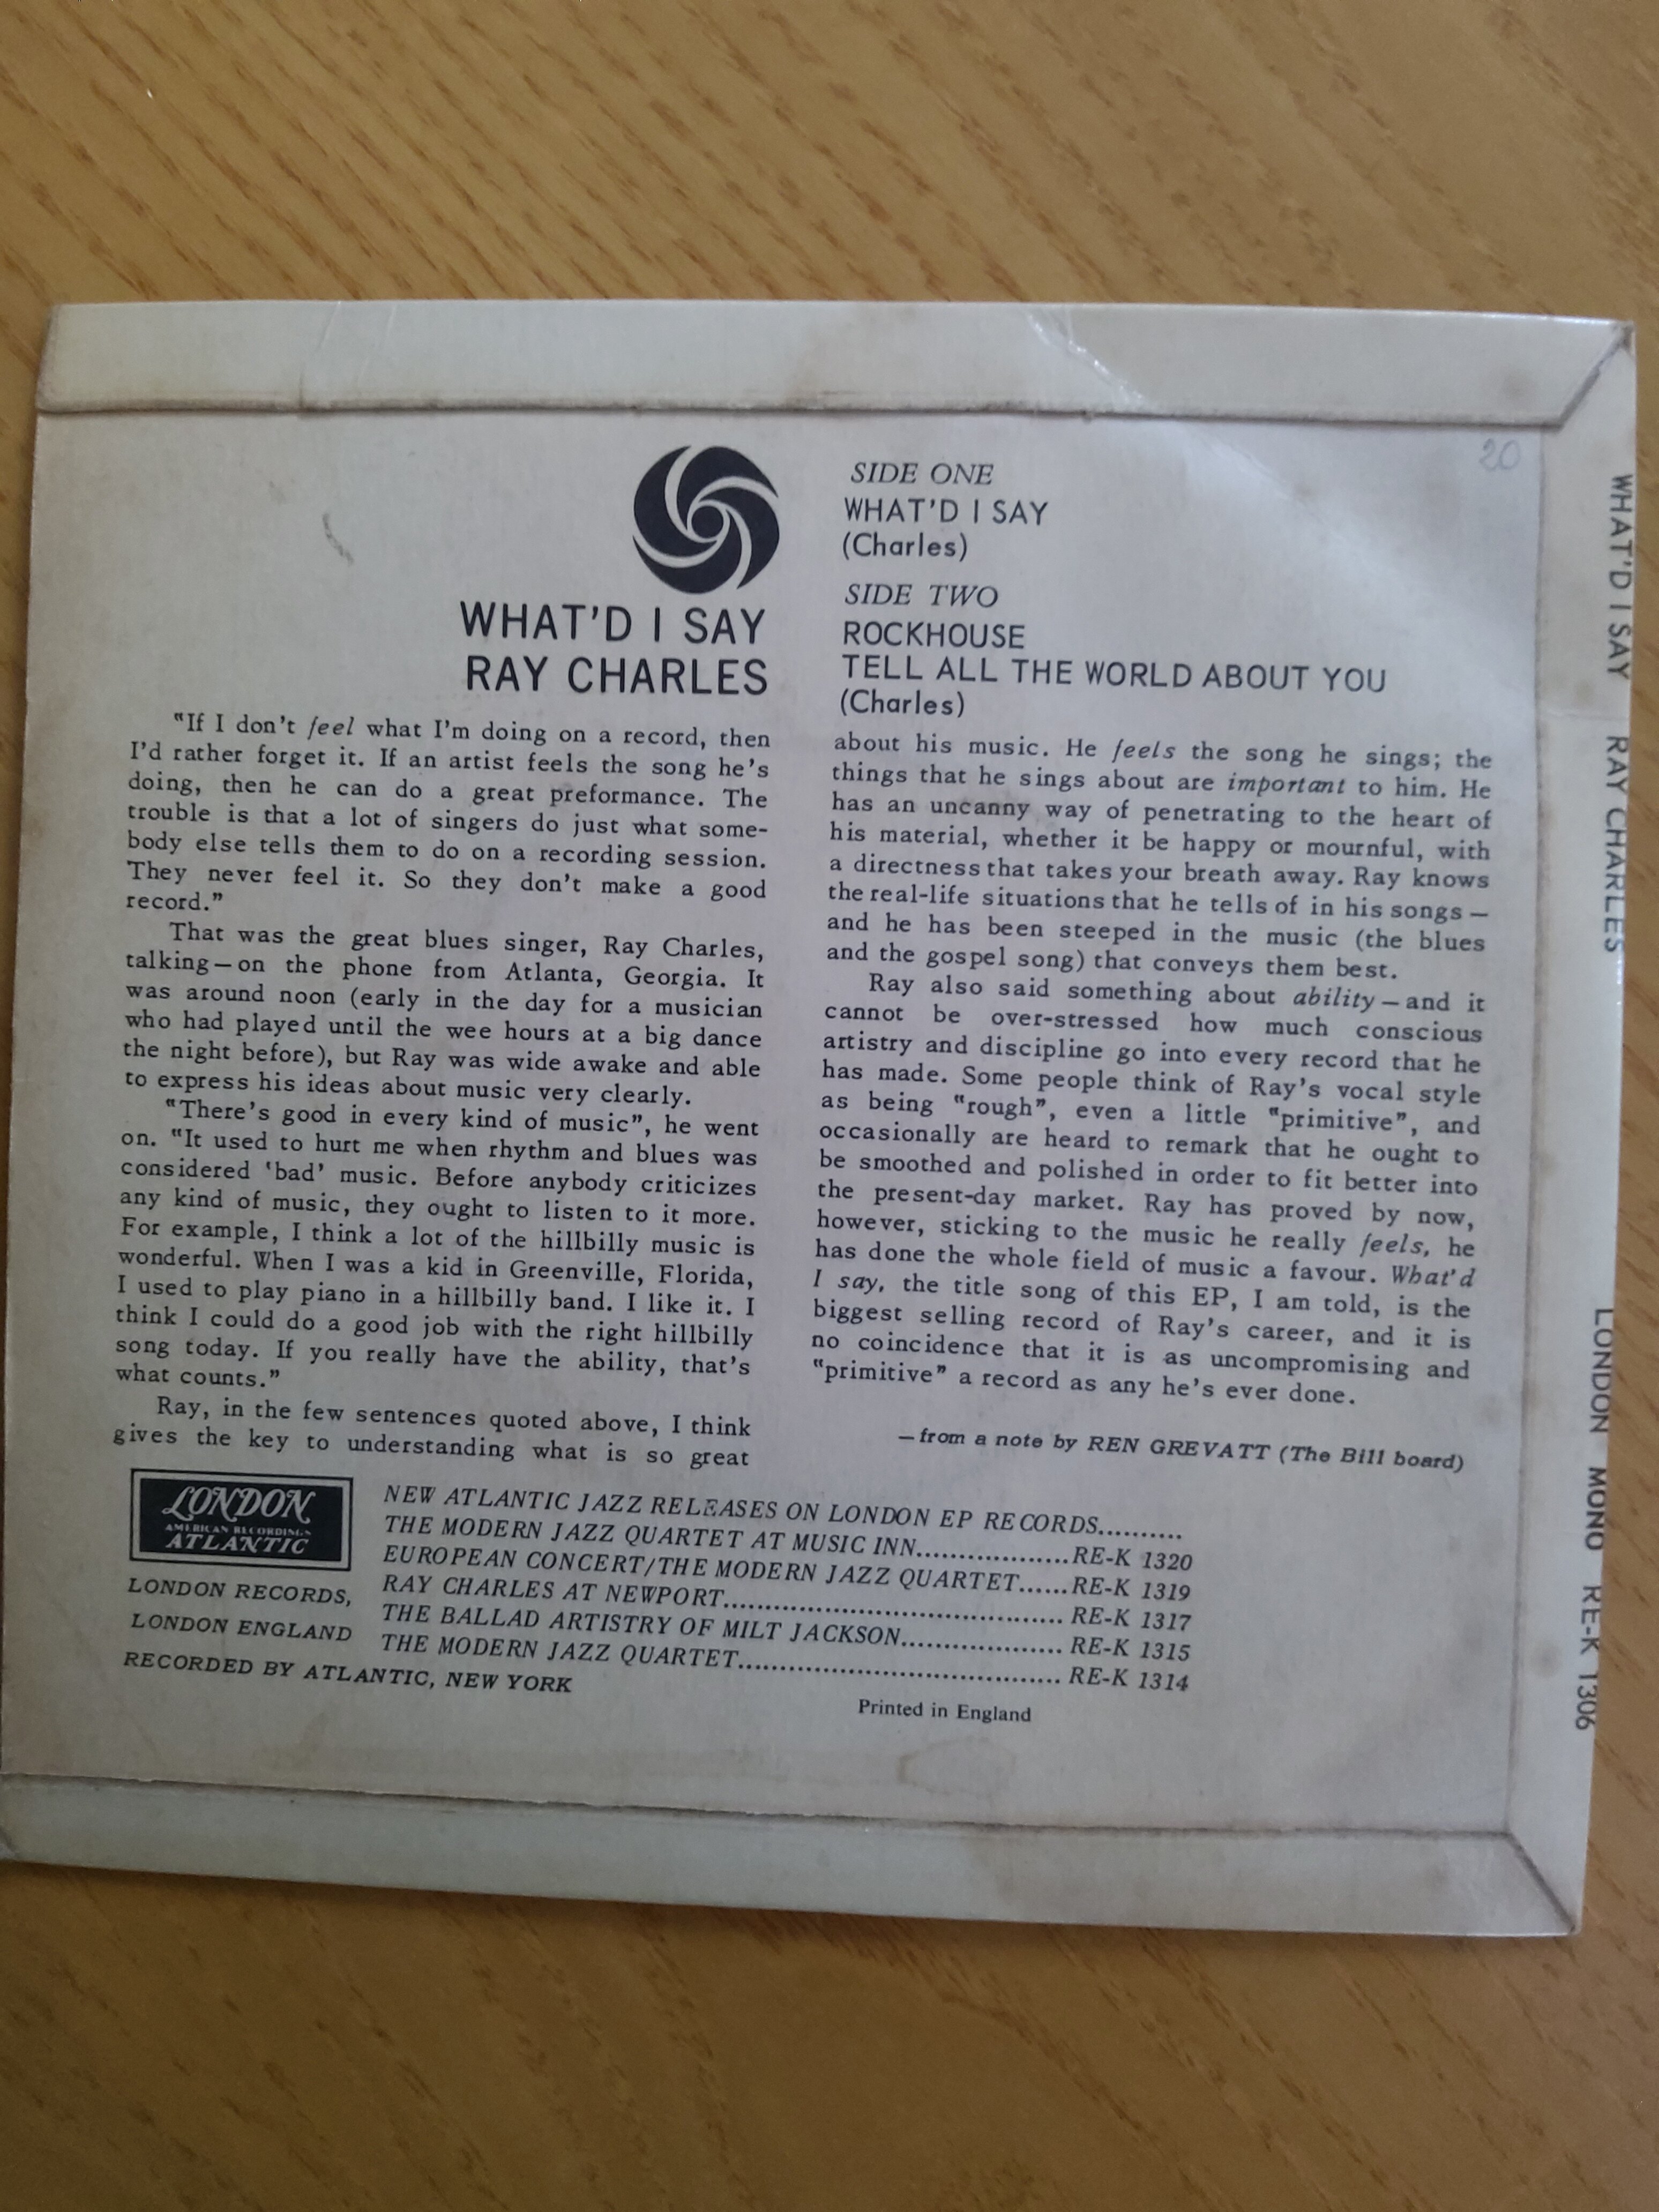 WHAT'D I SAY
RAY CHARLES
"If I don't feel what I'm doing on a record, then
I'd rather forget it. If an artist feels the song he's
doing, then he can do a great preformance. The
trouble is that a lot of singers do just what some-
body else tells them to do on a recording session.
They never feel it. So they don't make a good
record."
That was the great blues singer, Ray Charles,
talking—on the phone from Atlanta, Georgia. It
was around noon (early in the day for a musician
who had played until the wee hours at a big dance
the night before), but Ray was wide awake and able
to express his ideas about music very clearly.
"There's good in every kind of music", he went
on. "It used to hurt me when rhythm and blues was
considered 'bad' music. Before anybody criticizes
any kind of music, they ought to listen to it more.
For example, I think a lot of the hillbilly music is
wonderful. When I was a kid in Greenville, Florida,
I used to play piano in a hillbilly band. I like it. I
think I could do a good job with the right hillbilly
song today. If you really have the ability, that's
what counts."
Ray, in the few sentences quoted above, I think
gives the key to understanding what is so great
SIDE ONE
WHAT'D I SAY
(Charles)
SIDE TWO
ROCKHOUSE
TELL ALL THE WORLD ABOUT YOU
(Charles)
about his music. He feels the song he sings; the
things that he sings about are important to him. He
has an uncanny way of penetrating to the heart of
his material, whether it be happy or mournful, with
a directness that takes your breath away. Ray knows
the real-life situations that he tells of in his songs—
and he has been steeped in the music (the blues
and the gospel song) that conveys them best.
Ray also said something about ability—and it
cannot be over-stressed how much conscious
artistry and discipline go into every record that he
has made. Some people think of Ray's vocal style
as being "rough", even a little "primitive", and
occasionally are heard to remark that he ought to
be smoothed and polished in order to fit better into
the present-day market. Ray has proved by now,
however, sticking to the music he really feels, he
has done the whole field of music a favour. What'd
I say, the title song of this EP, I am told, is the
biggest selling record of Ray's career, and it is
no coincidence that it is as uncompromising and
"primitive" a record as any he's ever done.
—from a note by REN GREVATT (The Bill board)
20
LONDON
AMERICAN RECORDINGS
ATLANTIC
LONDON RECORDS,
LONDON ENGLAND
RECORDED BY ATLANTIC, NEW YORK
NEW ATLANTIC JAZZ RELEASES ON LONDON EP RECORDS..........
THE MODERN JAZZ QUARTET AT MUSIC INN..................RE-K 1320
EUROPEAN CONCERT/THE MODERN JAZZ QUARTET......RE-K 1319
RAY CHARLES AT NEWPORT........................................ RE-K 1317
THE BALLAD ARTISTRY OF MILT JACKSON................... RE-K 1315
THE MODERN JAZZ QUARTET....................................... RE-K 1314
Printed in England
WHAT'D I SAY RAY CHARLES LONDON MONO RE-K 1306